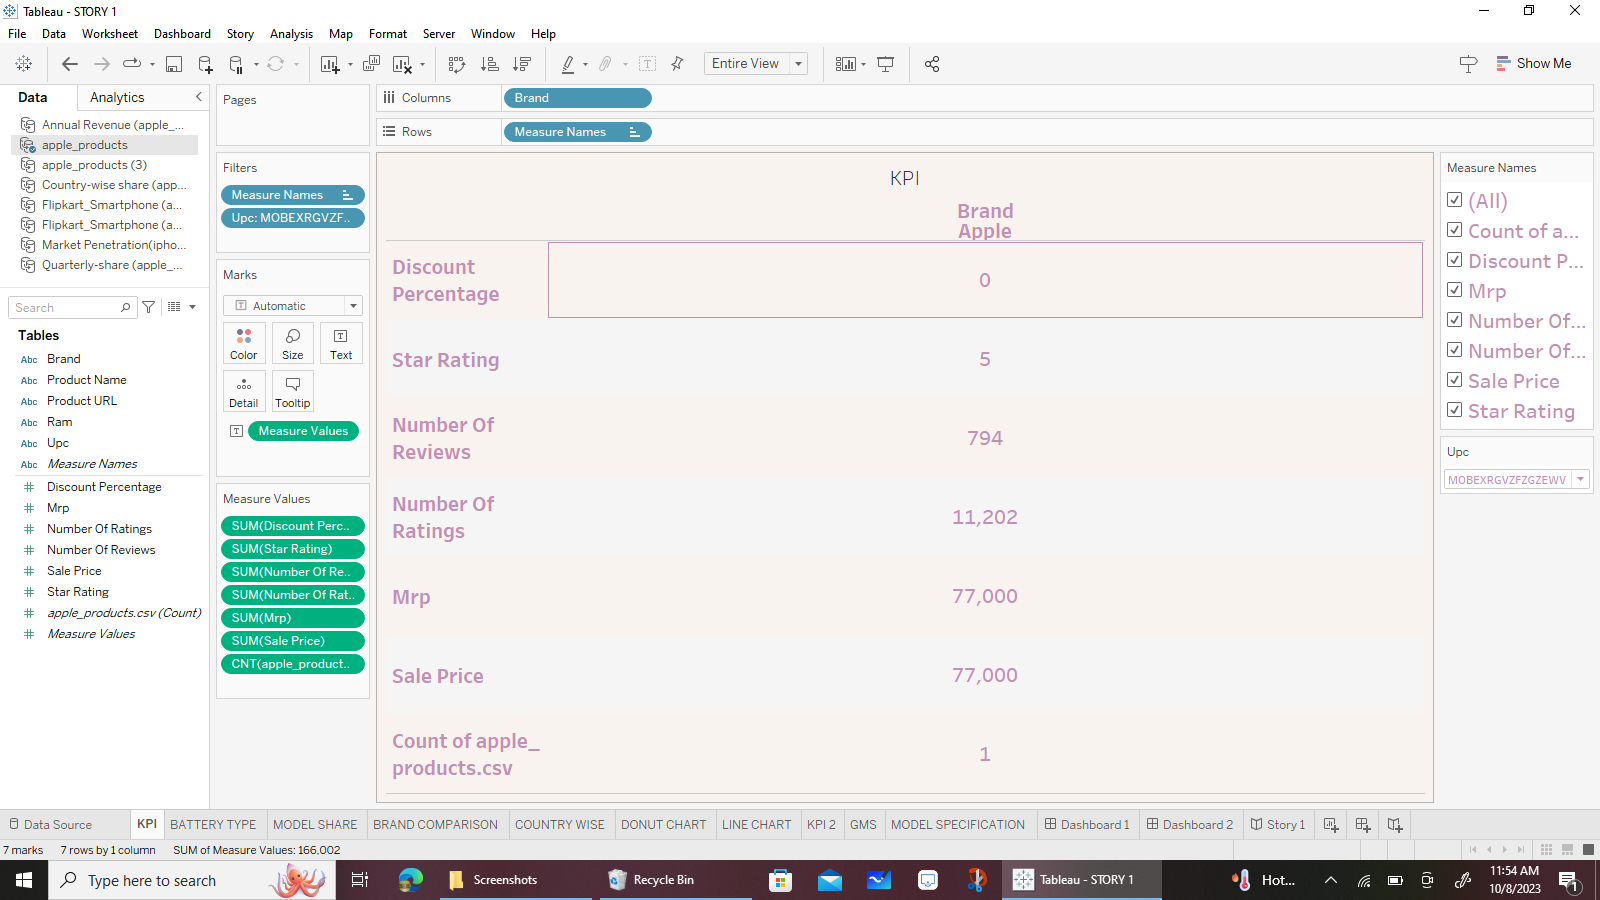 Tableau - STORY 1
File Data Worksheet Dashboard Story Analysis Map Format Server Window Help
Entire View
Show Me
Data Analytics
Annual Revenue (apple_...
apple_products
apple_products (3)
Country-wise share (app...
Flipkart_Smartphone (a...
Flipkart_Smartphone (a...
Market Penetration(ipho...
Quarterly-share (apple_...
Search
Tables
Abc Brand
Abc Product Name
Abc Product URL
Abc Ram
Abc Upc
Abc Measure Names
Discount Percentage
Mrp
Number Of Ratings
Number Of Reviews
Sale Price
Star Rating
apple_products.csv (Count)
Measure Values
Pages
Filters
Measure Names
Upc: MOBEXRGVZF..
Marks
Automatic
Color Size Text
Detail Tooltip
Measure Values
Measure Values
SUM(Discount Perc..
SUM(Star Rating)
SUM(Number Of Re..
SUM(Number Of Rat..
SUM(Mrp)
SUM(Sale Price)
CNT(apple_product..
Columns Brand
Rows Measure Names
KPI
Brand
Apple
Discount
Percentage 0
Star Rating 5
Number Of
Reviews 794
Number Of
Ratings 11,202
Mrp 77,000
Sale Price 77,000
Count of apple_
products.csv 1
Measure Names
(All)
Count of a...
Discount P...
Mrp
Number Of...
Number Of...
Sale Price
Star Rating
Upc
MOBEXRGVZFZGZEWV
Data Source KPI BATTERY TYPE MODEL SHARE BRAND COMPARISON COUNTRY WISE DONUT CHART LINE CHART KPI 2 GMS MODEL SPECIFICATION Dashboard 1 Dashboard 2 Story 1
7 marks 7 rows by 1 column SUM of Measure Values: 166,002
Type here to search Screenshots Recycle Bin Tableau - STORY 1 Hot... 11:54 AM
10/8/2023
1